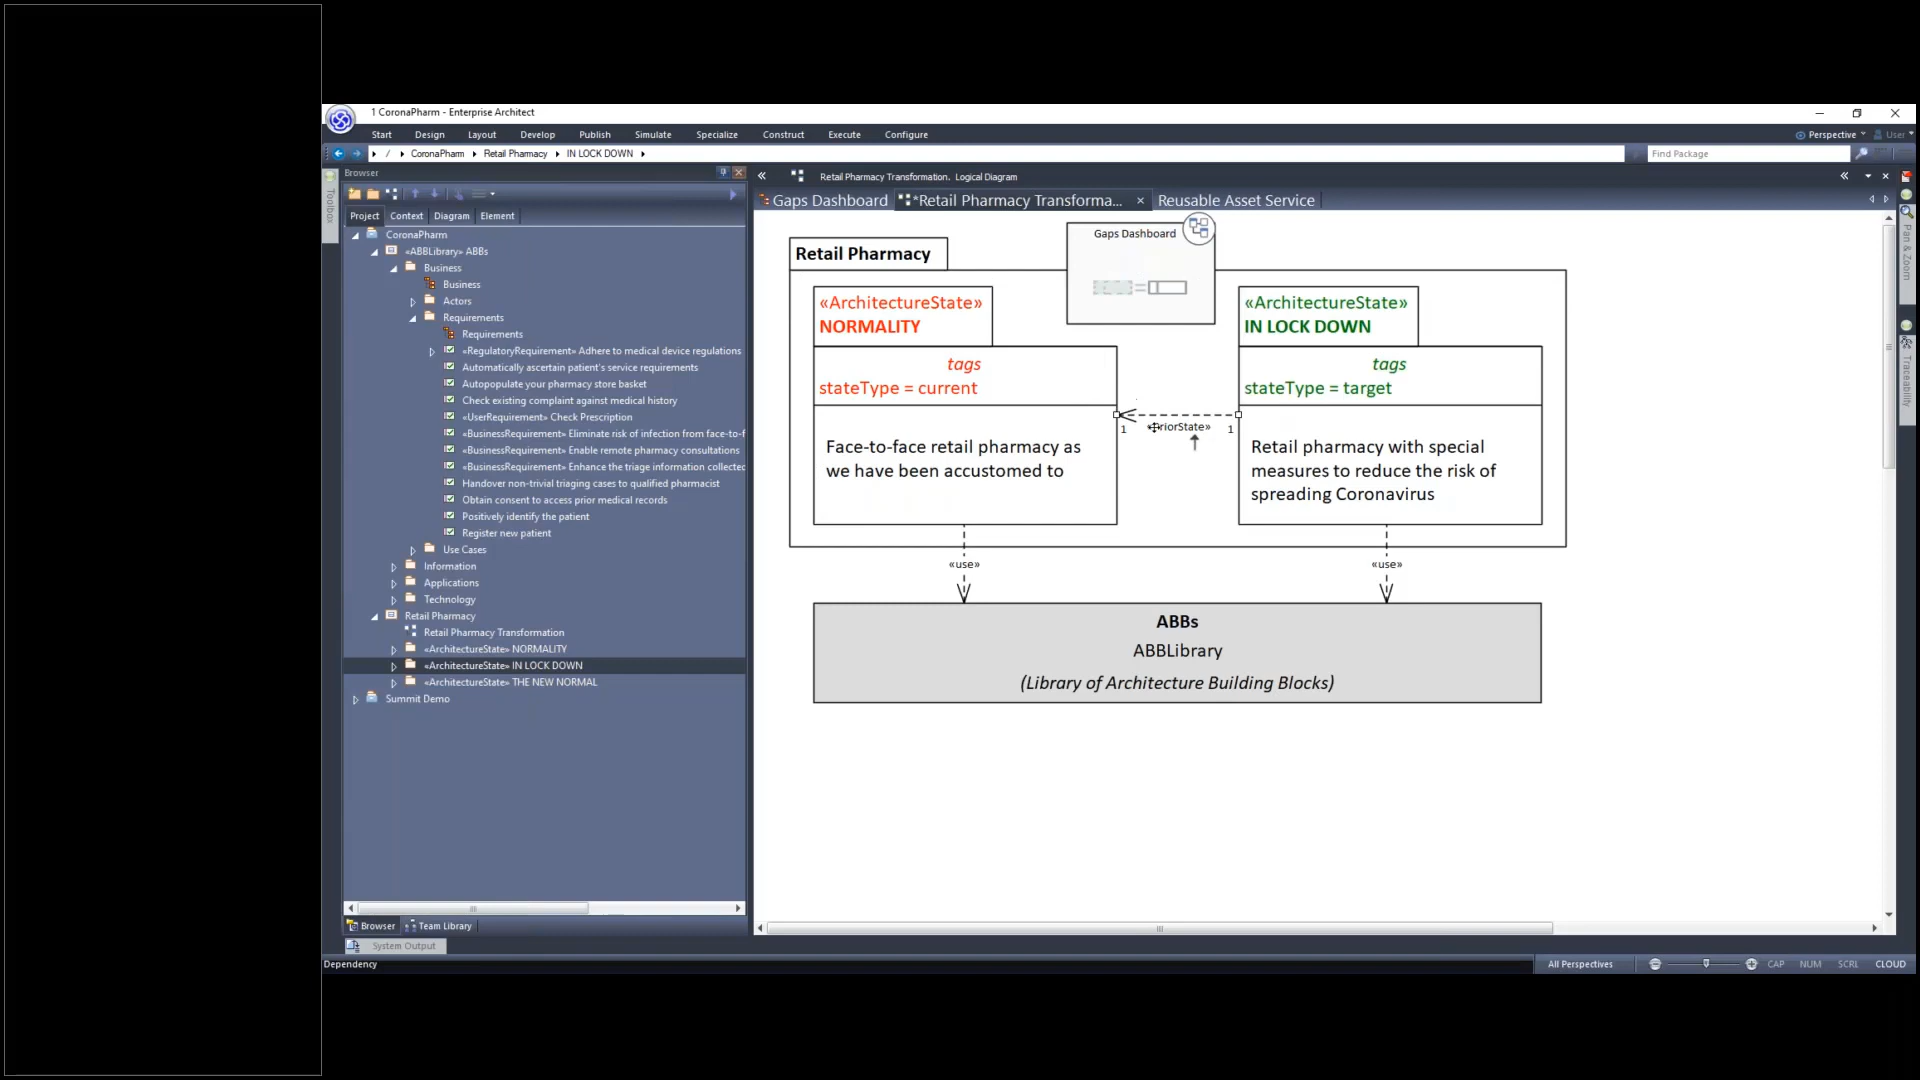 1 CoronaPharm - Enterprise Architect
Start Design Layout Develop Publish Simulate Specialize Construct Execute Configure
Perspective User
/ CoronaPharm Retail Pharmacy IN LOCK DOWN
Find Package
Toolbox
Browser
Project Context Diagram Element
CoronaPharm
«ABBLibrary» ABBs
Business
Business
Actors
Requirements
Requirements
«RegulatoryRequirement» Adhere to medical device regulations
Automatically ascertain patient's service requirements
Autopopulate your pharmacy store basket
Check existing complaint against medical history
«UserRequirement» Check Prescription
«BusinessRequirement» Eliminate risk of infection from face-to-f
«BusinessRequirement» Enable remote pharmacy consultations
«BusinessRequirement» Enhance the triage information collected
Handover non-trivial triaging cases to qualified pharmacist
Obtain consent to access prior medical records
Positively identify the patient
Register new patient
Use Cases
Information
Applications
Technology
Retail Pharmacy
Retail Pharmacy Transformation
«ArchitectureState» NORMALITY
«ArchitectureState» IN LOCK DOWN
«ArchitectureState» THE NEW NORMAL
Summit Demo
Browser Team Library
System Output
Retail Pharmacy Transformation. Logical Diagram
Gaps Dashboard *Retail Pharmacy Transforma... Reusable Asset Service
Gaps Dashboard
Retail Pharmacy
«ArchitectureState»
NORMALITY
tags
stateType = current
Face-to-face retail pharmacy as
we have been accustomed to
1 1
«ArchitectureState»
IN LOCK DOWN
tags
stateType = target
Retail pharmacy with special
measures to reduce the risk of
spreading Coronavirus
«use» «use»
ABBs
ABBLibrary
(Library of Architecture Building Blocks)
Pan & Zoom
Traceability
Dependency
All Perspectives CAP NUM SCRL CLOUD